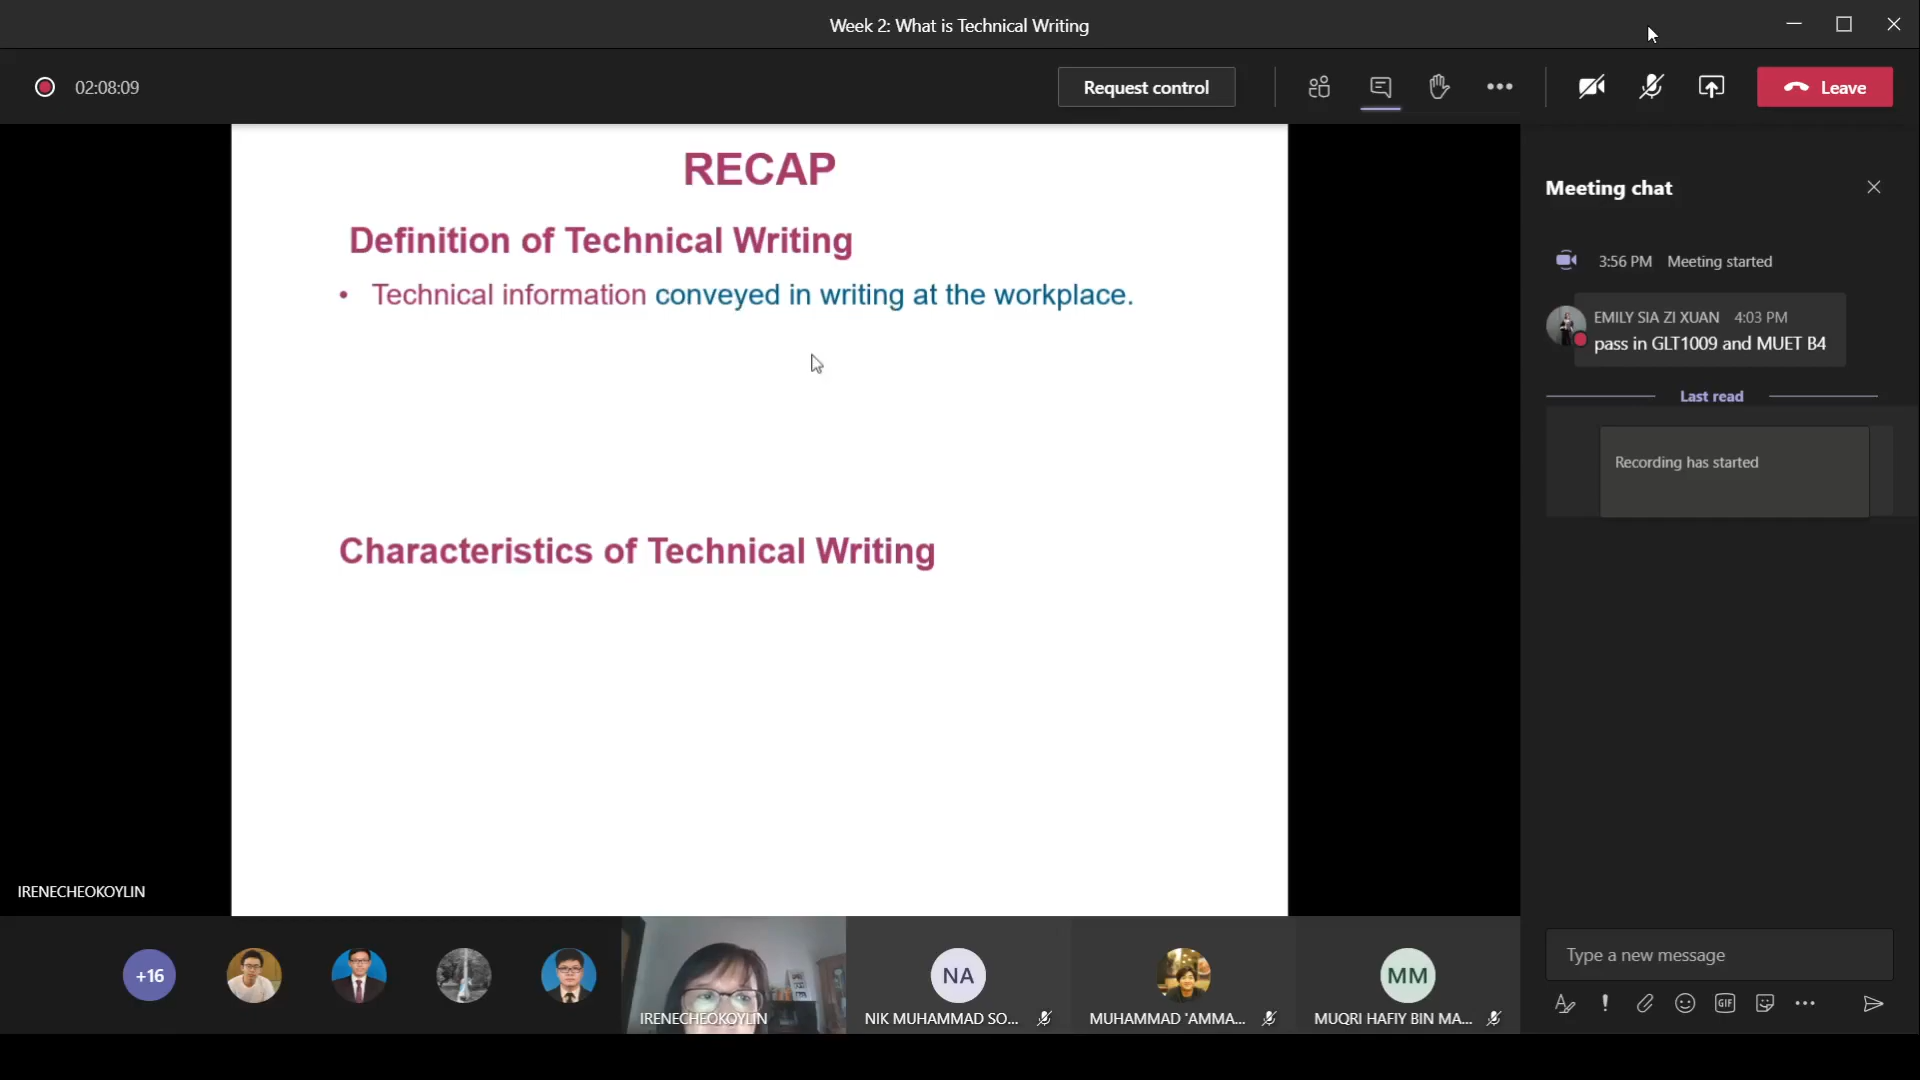 Week 2: What is Technical Writing
02:08:09
Request control
Leave
RECAP
Definition of Technical Writing
• Technical information conveyed in writing at the workplace.
Characteristics of Technical Writing
IRENECHEOKOYLIN
Meeting chat
3:56 PM Meeting started
EMILY SIA ZI XUAN 4:03 PM
pass in GLT1009 and MUET B4
Last read
Recording has started
Type a new message
GIF
+16
IRENECHEOKOYLIN
NA
NIK MUHAMMAD SO...
MUHAMMAD 'AMMA...
MM
MUQRI HAFIY BIN MA...